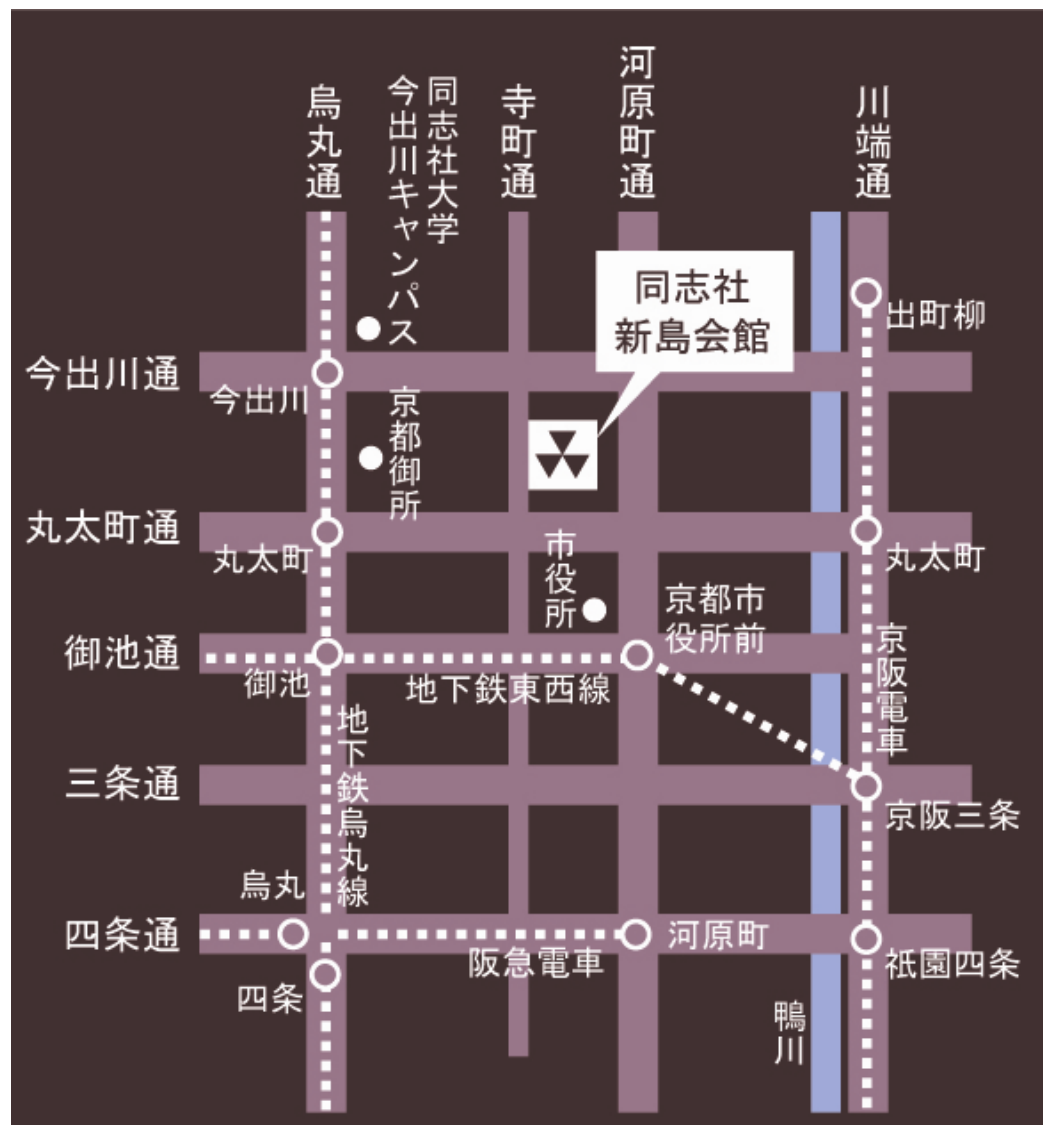 烏丸通
同志社大学
今出川キャンパス
寺町通
河原町通
川端通
同志社
新島会館
出町柳
今出川通
今出川
京都御所
丸太町通
丸太町
市役所
丸太町
京都市
役所前
御池通
御池
地下鉄東西線
京阪電車
地下鉄烏丸線
三条通
京阪三条
烏丸
四条通
河原町
阪急電車
祇園四条
四条
鴨川